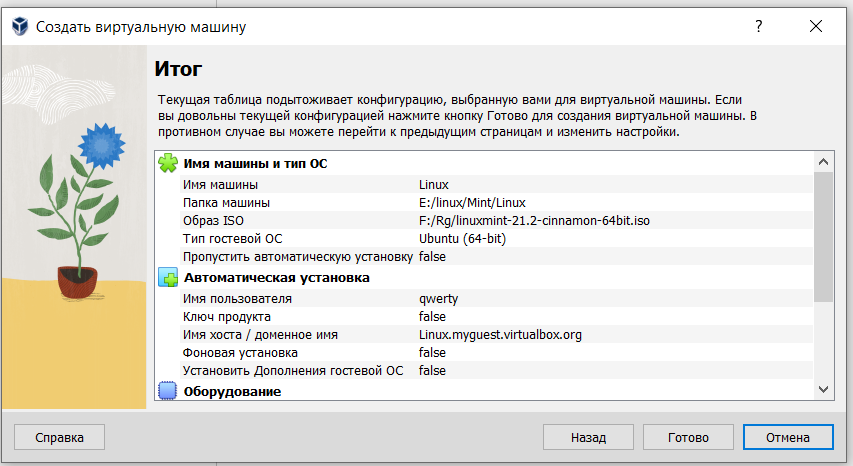 Создать виртуальную машину
?
Итог
Текущая таблица подытоживает конфигурацию, выбранную вами для виртуальной машины. Если
вы довольны текущей конфигурацией нажмите кнопку Готово для создания виртуальной машины. В
противном случае вы можете перейти к предыдущим страницам и изменить настройки.
Имя машины и тип ОС
Имя машины Linux
Папка машины E:/linux/Mint/Linux
Образ ISO F:/Rg/linuxmint-21.2-cinnamon-64bit.iso
Тип гостевой ОС Ubuntu (64-bit)
Пропустить автоматическую установку false
Автоматическая установка
Имя пользователя qwerty
Ключ продукта false
Имя хоста / доменное имя Linux.myguest.virtualbox.org
Фоновая установка false
Установить Дополнения гостевой ОС false
Оборудование
Справка Назад Готово Отмена